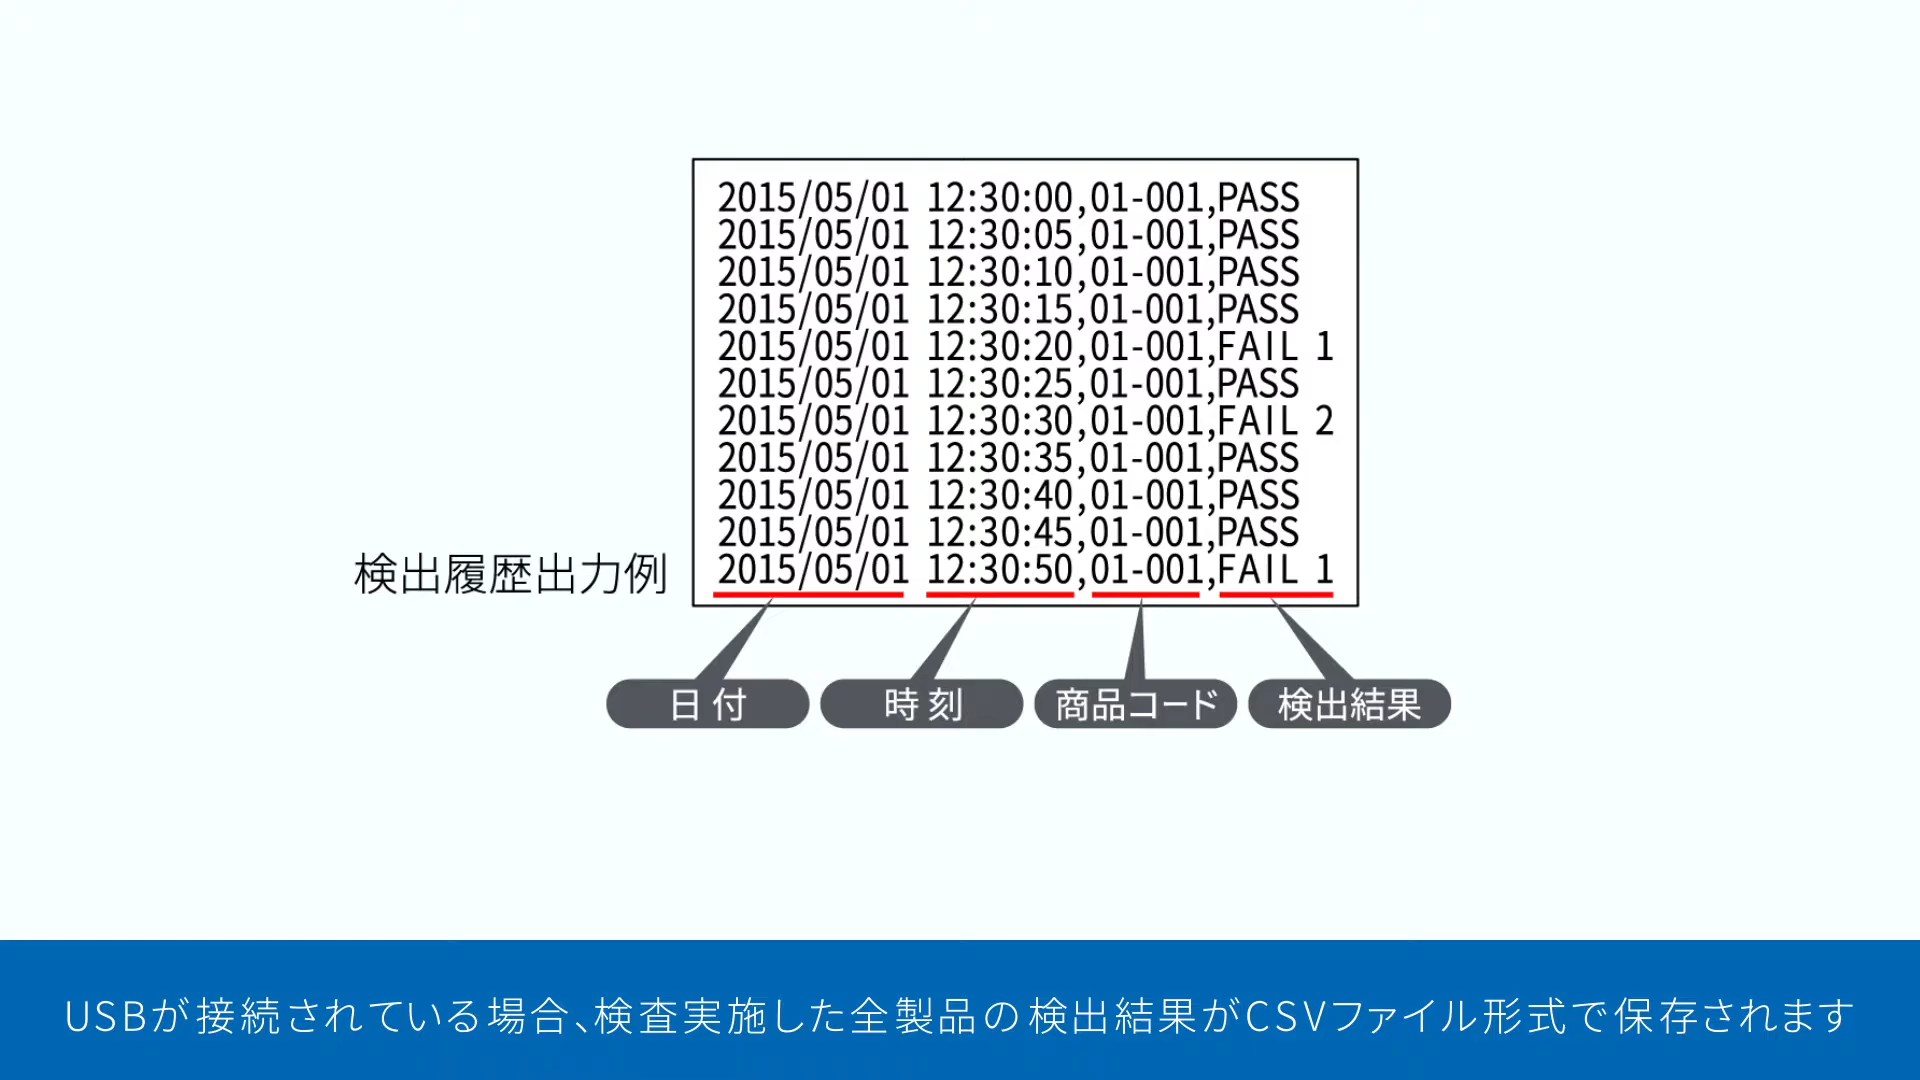 2015/05/01 12:30:00,01-001,PASS
2015/05/01 12:30:05,01-001,PASS
2015/05/01 12:30:10,01-001,PASS
2015/05/01 12:30:15,01-001,PASS
2015/05/01 12:30:20,01-001,FAIL 1
2015/05/01 12:30:25,01-001,PASS
2015/05/01 12:30:30,01-001,FAIL 2
2015/05/01 12:30:35,01-001,PASS
2015/05/01 12:30:40,01-001,PASS
2015/05/01 12:30:45,01-001,PASS
2015/05/01 12:30:50,01-001,FAIL 1
検出履歴出力例
日付 時刻 商品コード 検出結果
USBが接続されている場合、検査実施した全製品の検出結果がCSVファイル形式で保存されます